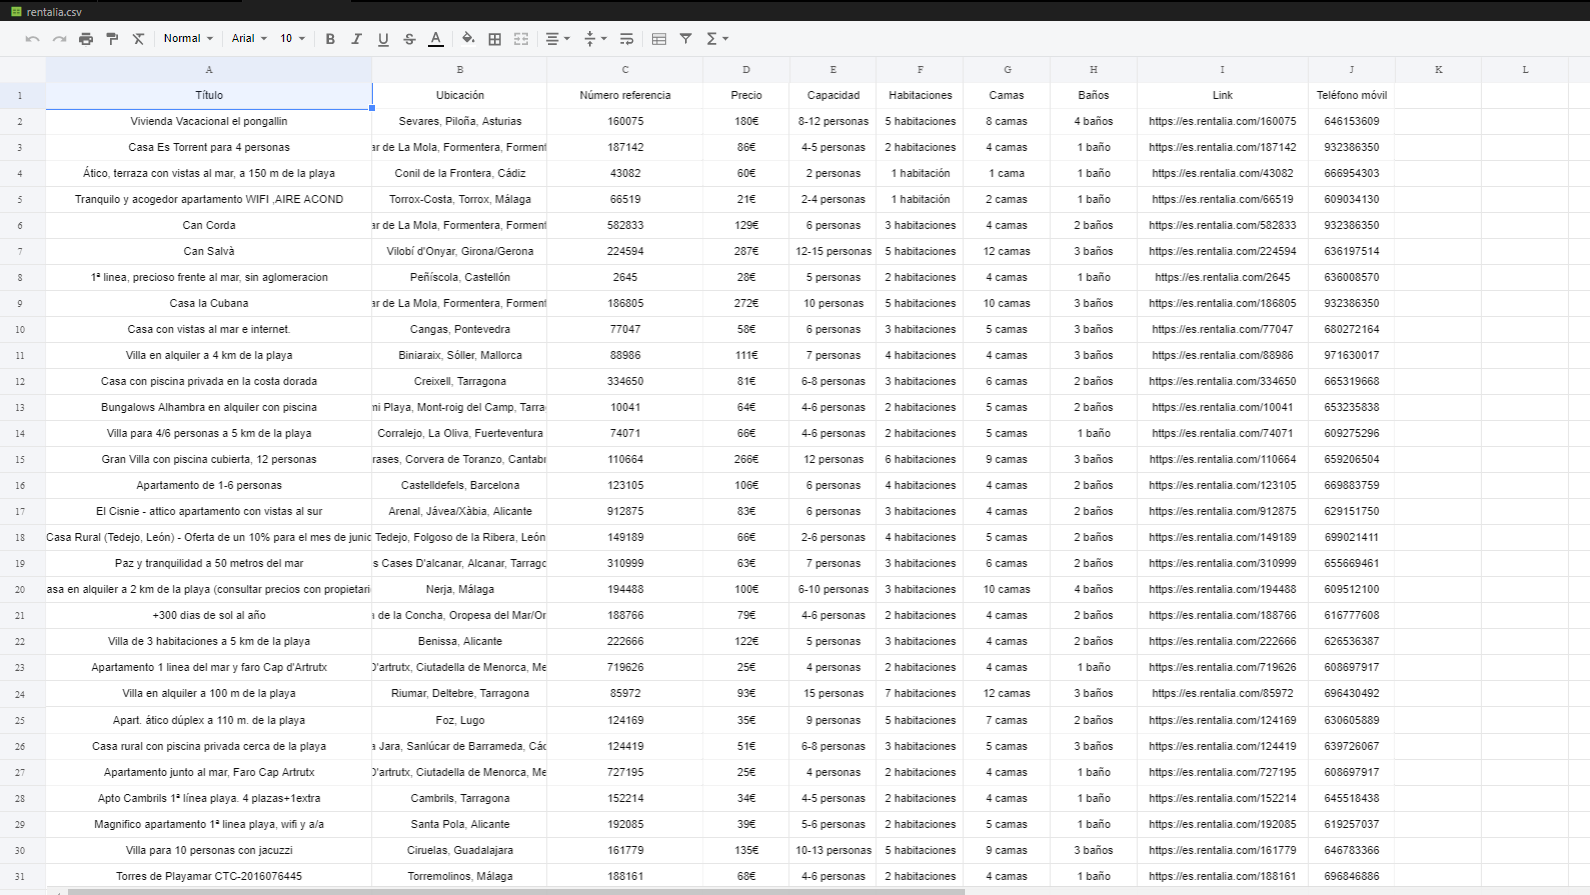 rentalia.csv
Normal Arial 10 B I U S A Σ
A B C D E F G H I J K L
1 Título Ubicación Número referencia Precio Capacidad Habitaciones Camas Baños Link Teléfono móvil
2 Vivienda Vacacional el pongallin Sevares, Piloña, Asturias 160075 180€ 8-12 personas 5 habitaciones 8 camas 4 baños https://es.rentalia.com/160075 646153609
3 Casa Es Torrent para 4 personas ar de La Mola, Formentera, Forment 187142 86€ 4-5 personas 2 habitaciones 4 camas 1 baño https://es.rentalia.com/187142 932386350
4 Ático, terraza con vistas al mar, a 150 m de la playa Conil de la Frontera, Cádiz 43082 60€ 2 personas 1 habitación 1 cama 1 baño https://es.rentalia.com/43082 666954303
5 Tranquilo y acogedor apartamento WIFI ,AIRE ACOND Torrox-Costa, Torrox, Málaga 66519 21€ 2-4 personas 1 habitación 2 camas 1 baño https://es.rentalia.com/66519 609034130
6 Can Corda ar de La Mola, Formentera, Forment 582833 129€ 6 personas 3 habitaciones 4 camas 2 baños https://es.rentalia.com/582833 932386350
7 Can Salvà Vilobí d'Onyar, Girona/Gerona 224594 287€ 12-15 personas 5 habitaciones 12 camas 3 baños https://es.rentalia.com/224594 636197514
8 1ª linea, precioso frente al mar, sin aglomeracion Peñíscola, Castellón 2645 28€ 5 personas 2 habitaciones 4 camas 1 baño https://es.rentalia.com/2645 636008570
9 Casa la Cubana ar de La Mola, Formentera, Forment 186805 272€ 10 personas 5 habitaciones 10 camas 3 baños https://es.rentalia.com/186805 932386350
10 Casa con vistas al mar e internet. Cangas, Pontevedra 77047 58€ 6 personas 3 habitaciones 5 camas 3 baños https://es.rentalia.com/77047 680272164
11 Villa en alquiler a 4 km de la playa Biniaraix, Sóller, Mallorca 88986 111€ 7 personas 4 habitaciones 4 camas 3 baños https://es.rentalia.com/88986 971630017
12 Casa con piscina privada en la costa dorada Creixell, Tarragona 334650 81€ 6-8 personas 3 habitaciones 6 camas 2 baños https://es.rentalia.com/334650 665319668
13 Bungalows Alhambra en alquiler con piscina mi Playa, Mont-roig del Camp, Tarra 10041 64€ 4-6 personas 2 habitaciones 5 camas 2 baños https://es.rentalia.com/10041 653235838
14 Villa para 4/6 personas a 5 km de la playa Corralejo, La Oliva, Fuerteventura 74071 66€ 4-6 personas 2 habitaciones 5 camas 1 baño https://es.rentalia.com/74071 609275296
15 Gran Villa con piscina cubierta, 12 personas rases, Corvera de Toranzo, Cantabr 110664 266€ 12 personas 6 habitaciones 9 camas 3 baños https://es.rentalia.com/110664 659206504
16 Apartamento de 1-6 personas Castelldefels, Barcelona 123105 106€ 6 personas 4 habitaciones 4 camas 2 baños https://es.rentalia.com/123105 669883759
17 El Cisnie - attico apartamento con vistas al sur Arenal, Jávea/Xàbia, Alicante 912875 83€ 6 personas 3 habitaciones 4 camas 2 baños https://es.rentalia.com/912875 629151750
18 Casa Rural (Tedejo, León) - Oferta de un 10% para el mes de junio Tedejo, Folgoso de la Ribera, León 149189 66€ 2-6 personas 4 habitaciones 5 camas 2 baños https://es.rentalia.com/149189 699021411
19 Paz y tranquilidad a 50 metros del mar s Cases D'alcanar, Alcanar, Tarrago 310999 63€ 7 personas 3 habitaciones 6 camas 2 baños https://es.rentalia.com/310999 655669461
20 asa en alquiler a 2 km de la playa (consultar precios con propietari Nerja, Málaga 194488 100€ 6-10 personas 3 habitaciones 10 camas 4 baños https://es.rentalia.com/194488 609512100
21 +300 dias de sol al año a de la Concha, Oropesa del Mar/Or 188766 79€ 4-6 personas 2 habitaciones 4 camas 2 baños https://es.rentalia.com/188766 616777608
22 Villa de 3 habitaciones a 5 km de la playa Benissa, Alicante 222666 122€ 5 personas 3 habitaciones 4 camas 2 baños https://es.rentalia.com/222666 626536387
23 Apartamento 1 linea del mar y faro Cap d'Artrutx D'artrutx, Ciutadella de Menorca, Me 719626 25€ 4 personas 2 habitaciones 4 camas 1 baño https://es.rentalia.com/719626 608697917
24 Villa en alquiler a 100 m de la playa Riumar, Deltebre, Tarragona 85972 93€ 15 personas 7 habitaciones 12 camas 3 baños https://es.rentalia.com/85972 696430492
25 Apart. ático dúplex a 110 m. de la playa Foz, Lugo 124169 35€ 9 personas 5 habitaciones 7 camas 2 baños https://es.rentalia.com/124169 630605889
26 Casa rural con piscina privada cerca de la playa a Jara, Sanlúcar de Barrameda, Các 124419 51€ 6-8 personas 3 habitaciones 5 camas 3 baños https://es.rentalia.com/124419 639726067
27 Apartamento junto al mar, Faro Cap Artrutx D'artrutx, Ciutadella de Menorca, Me 727195 25€ 4 personas 2 habitaciones 4 camas 1 baño https://es.rentalia.com/727195 608697917
28 Apto Cambrils 1ª línea playa. 4 plazas+1extra Cambrils, Tarragona 152214 34€ 4-5 personas 2 habitaciones 4 camas 1 baño https://es.rentalia.com/152214 645518438
29 Magnifico apartamento 1ª linea playa, wifi y a/a Santa Pola, Alicante 192085 39€ 5-6 personas 2 habitaciones 5 camas 1 baño https://es.rentalia.com/192085 619257037
30 Villa para 10 personas con jacuzzi Ciruelas, Guadalajara 161779 135€ 10-13 personas 5 habitaciones 9 camas 3 baños https://es.rentalia.com/161779 646783366
31 Torres de Playamar CTC-2016076445 Torremolinos, Málaga 188161 68€ 4-6 personas 2 habitaciones 4 camas 1 baño https://es.rentalia.com/188161 696846886